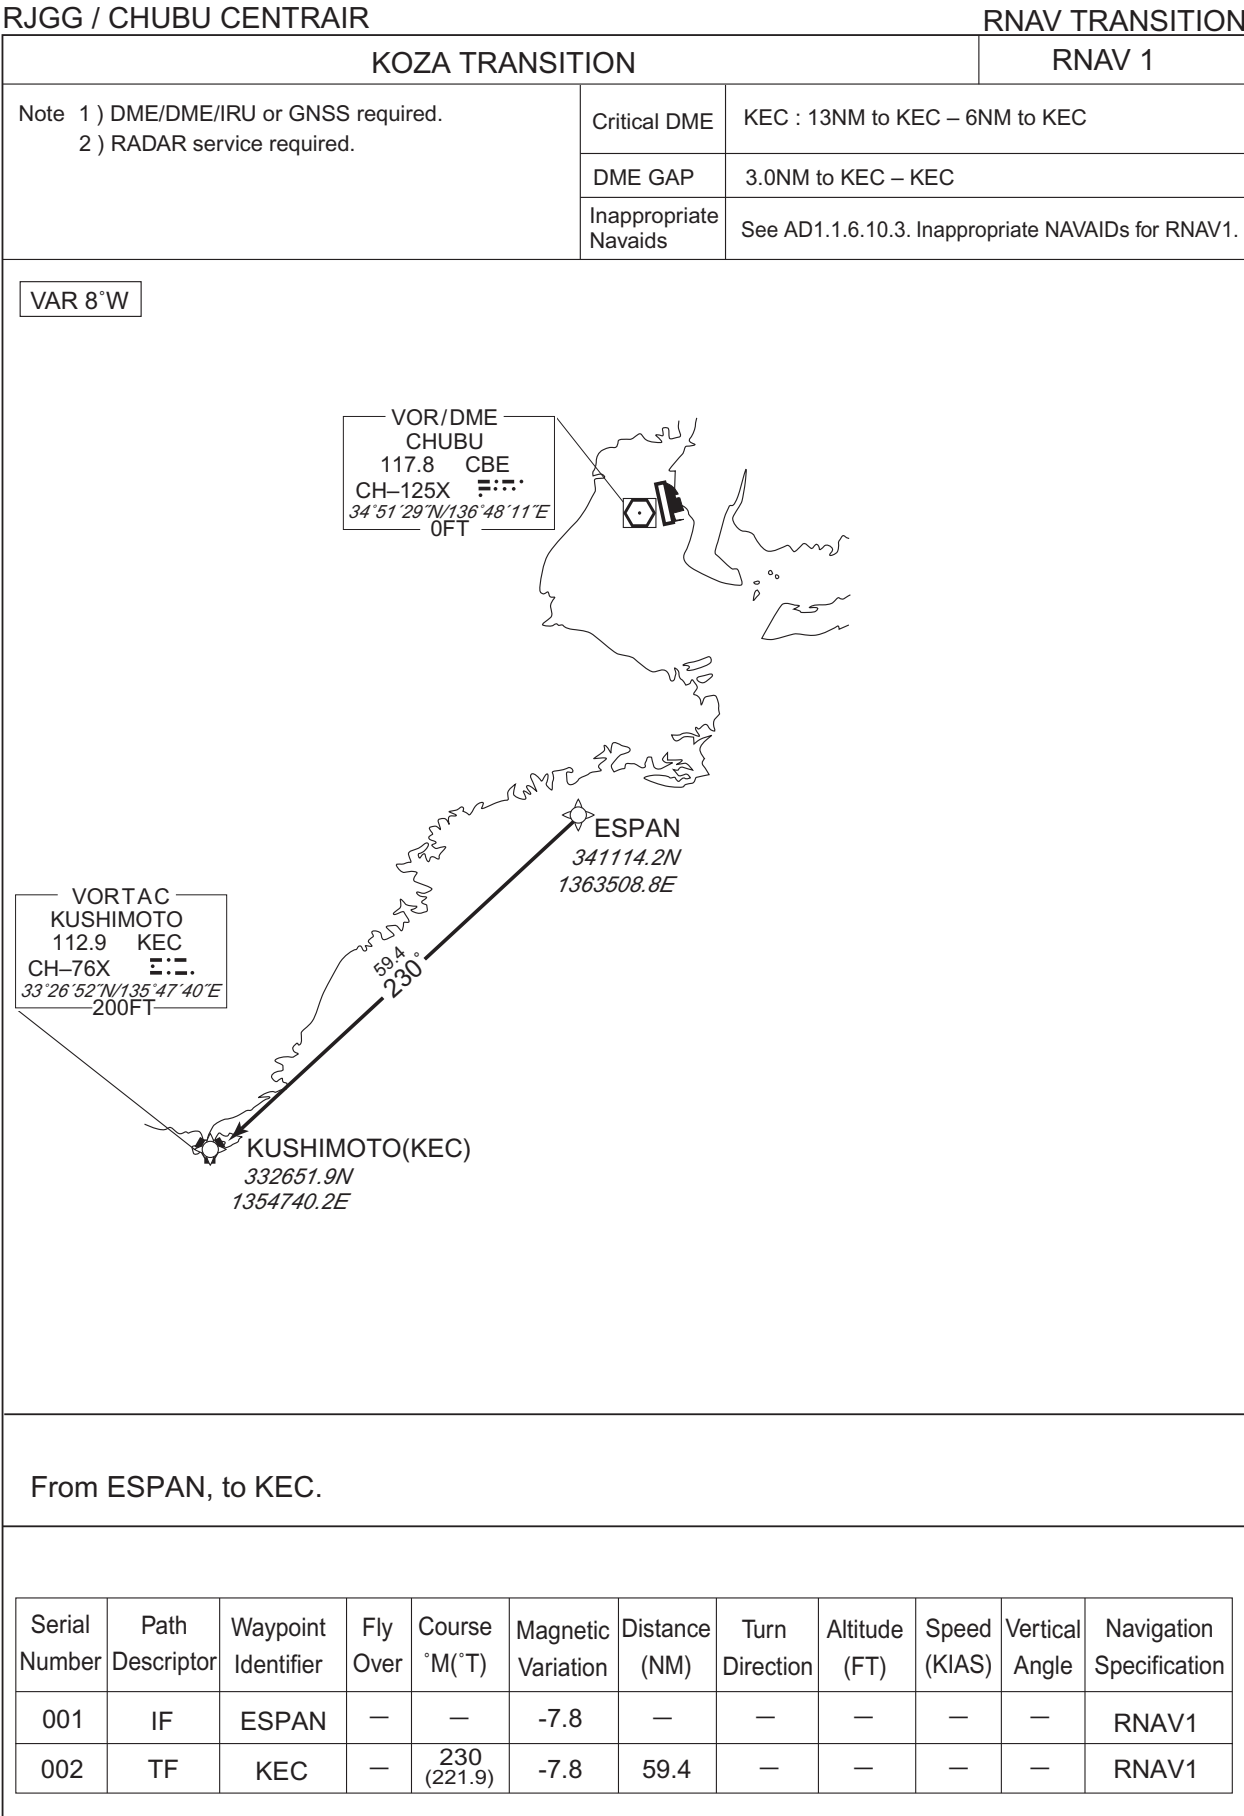 RJGG / CHUBU CENTRAIR
RNAV TRANSITION
KOZA TRANSITION
RNAV 1
Note 1 ) DME/DME/IRU or GNSS required.
2 ) RADAR service required.
Critical DME
KEC : 13NM to KEC – 6NM to KEC
DME GAP
3.0NM to KEC – KEC
Inappropriate
Navaids
See AD1.1.6.10.3. Inappropriate NAVAIDs for RNAV1.
VAR 8˚W
VOR/DME
CHUBU
117.8 CBE
CH–125X
34˚51´29˝N/136˚48´11˝E
0FT
ESPAN
341114.2N
1363508.8E
59.4
230˚
VORTAC
KUSHIMOTO
112.9 KEC
CH–76X
33˚26´52˝N/135˚47´40˝E
200FT
KUSHIMOTO(KEC)
332651.9N
1354740.2E
From ESPAN, to KEC.
Serial Number Path Descriptor Waypoint Identifier Fly Over Course ˚M(˚T) Magnetic Variation Distance (NM) Turn Direction Altitude (FT) Speed (KIAS) Vertical Angle Navigation Specification
001 IF ESPAN — — -7.8 — — — — — RNAV1
002 TF KEC — 230 (221.9) -7.8 59.4 — — — — RNAV1